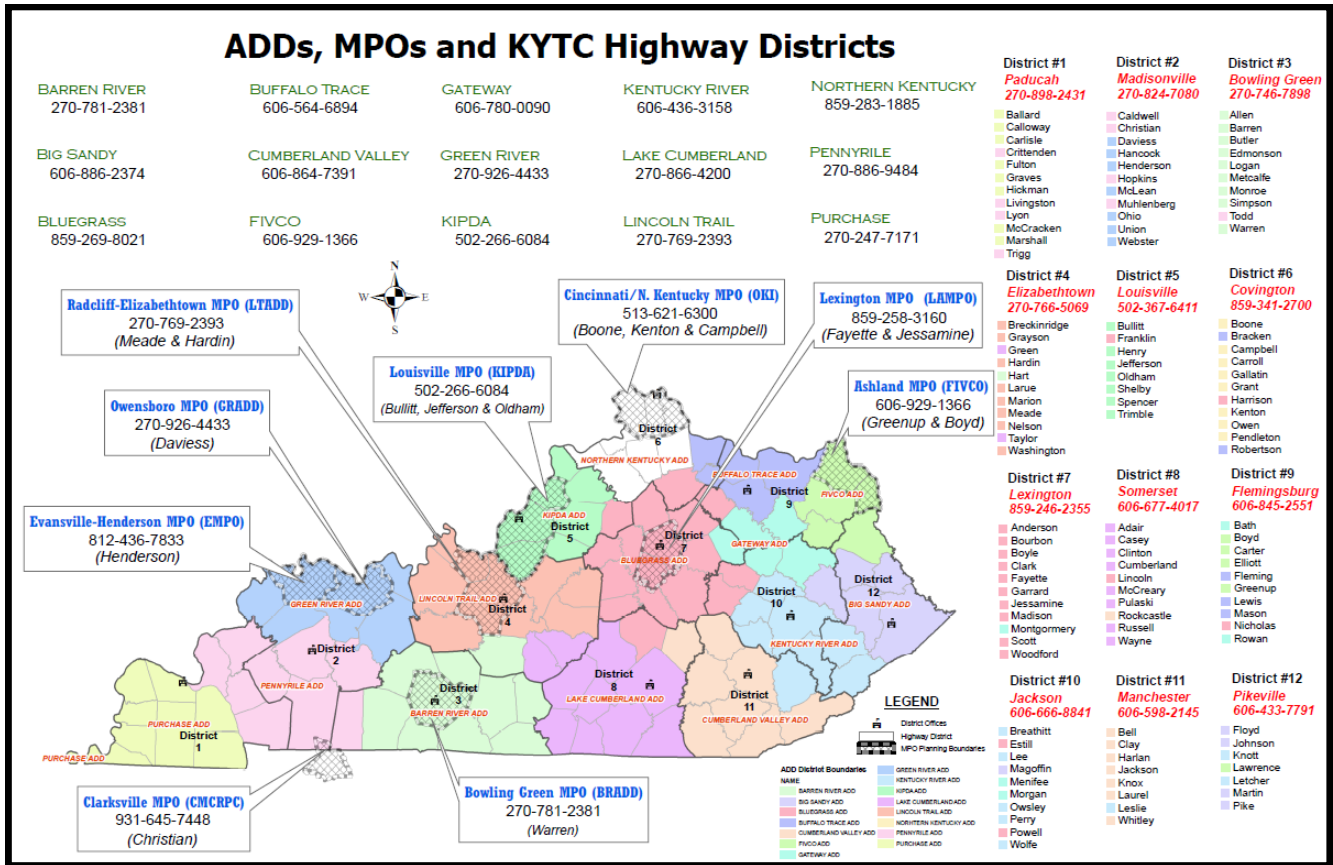 ADDs, MPOs and KYTC Highway Districts
BARREN RIVER
270-781-2381
BUFFALO TRACE
606-564-6894
GATEWAY
606-780-0090
KENTUCKY RIVER
606-436-3158
NORTHERN KENTUCKY
859-283-1885
BIG SANDY
606-886-2374
CUMBERLAND VALLEY
606-864-7391
GREEN RIVER
270-926-4433
LAKE CUMBERLAND
270-866-4200
PENNYRILE
270-886-9484
BLUEGRASS
859-269-8021
FIVCO
606-929-1366
KIPDA
502-266-6084
LINCOLN TRAIL
270-769-2393
PURCHASE
270-247-7171
N
W
E
S
Radcliff-Elizabethtown MPO (LTADD)
270-769-2393
(Meade & Hardin)
Cincinnati/N. Kentucky MPO (OKI)
513-621-6300
(Boone, Kenton & Campbell)
Lexington MPO (LAMPO)
859-258-3160
(Fayette & Jessamine)
Louisville MPO (KIPDA)
502-266-6084
(Bullitt, Jefferson & Oldham)
Ashland MPO (FIVCO)
606-929-1366
(Greenup & Boyd)
Owensboro MPO (GRADD)
270-926-4433
(Daviess)
Evansville-Henderson MPO (EMPO)
812-436-7833
(Henderson)
Clarksville MPO (CMCRPC)
931-645-7448
(Christian)
Bowling Green MPO (BRADD)
270-781-2381
(Warren)
District
6
NORTHERN KENTUCKY ADD
BUFFALO TRACE ADD
District
9
FIVCO ADD
KIPDA ADD
District
5
District
7
BLUEGRASS ADD
GATEWAY ADD
District
12
BIG SANDY ADD
District
10
KENTUCKY RIVER ADD
GREEN RIVER ADD
LINCOLN TRAIL ADD
District
4
District
2
PENNYRILE ADD
District
3
BARREN RIVER ADD
District
8
LAKE CUMBERLAND ADD
District
11
CUMBERLAND VALLEY ADD
PURCHASE ADD
District
1
PURCHASE ADD
LEGEND
District Offices
Highway District
MPO Planning Boundaries
ADD District Boundaries
NAME
BARREN RIVER ADD
BIG SANDY ADD
BLUEGRASS ADD
BUFFALO TRACE ADD
CUMBERLAND VALLEY ADD
FIVCO ADD
GATEWAY ADD
GREEN RIVER ADD
KENTUCKY RIVER ADD
KIPDA ADD
LAKE CUMBERLAND ADD
LINCOLN TRAIL ADD
NORHTERN KENTUCKY ADD
PENNYRILE ADD
PURCHASE ADD
District #1
Paducah
270-898-2431
Ballard
Calloway
Carlisle
Crittenden
Fulton
Graves
Hickman
Livingston
Lyon
McCracken
Marshall
Trigg
District #2
Madisonville
270-824-7080
Caldwell
Christian
Daviess
Hancock
Henderson
Hopkins
McLean
Muhlenberg
Ohio
Union
Webster
District #3
Bowling Green
270-746-7898
Allen
Barren
Butler
Edmonson
Logan
Metcalfe
Monroe
Simpson
Todd
Warren
District #4
Elizabethtown
270-766-5069
Breckinridge
Grayson
Green
Hardin
Hart
Larue
Marion
Meade
Nelson
Taylor
Washington
District #5
Louisville
502-367-6411
Bullitt
Franklin
Henry
Jefferson
Oldham
Shelby
Spencer
Trimble
District #6
Covington
859-341-2700
Boone
Bracken
Campbell
Carroll
Gallatin
Grant
Harrison
Kenton
Owen
Pendleton
Robertson
District #7
Lexington
859-246-2355
Anderson
Bourbon
Boyle
Clark
Fayette
Garrard
Jessamine
Madison
Montgormery
Scott
Woodford
District #8
Somerset
606-677-4017
Adair
Casey
Clinton
Cumberland
Lincoln
McCreary
Pulaski
Rockcastle
Russell
Wayne
District #9
Flemingsburg
606-845-2551
Bath
Boyd
Carter
Elliott
Fleming
Greenup
Lewis
Mason
Nicholas
Rowan
District #10
Jackson
606-666-8841
Breathitt
Estill
Lee
Magoffin
Menifee
Morgan
Owsley
Perry
Powell
Wolfe
District #11
Manchester
606-598-2145
Bell
Clay
Harlan
Jackson
Knox
Laurel
Leslie
Whitley
District #12
Pikeville
606-433-7791
Floyd
Johnson
Knott
Lawrence
Letcher
Martin
Pike